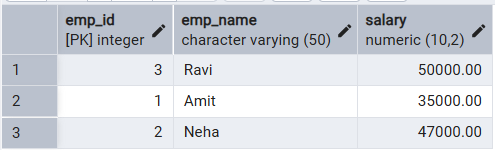 emp_id emp_name salary
[PK] integer character varying (50) numeric (10,2)
1 3 Ravi 50000.00
2 1 Amit 35000.00
3 2 Neha 47000.00